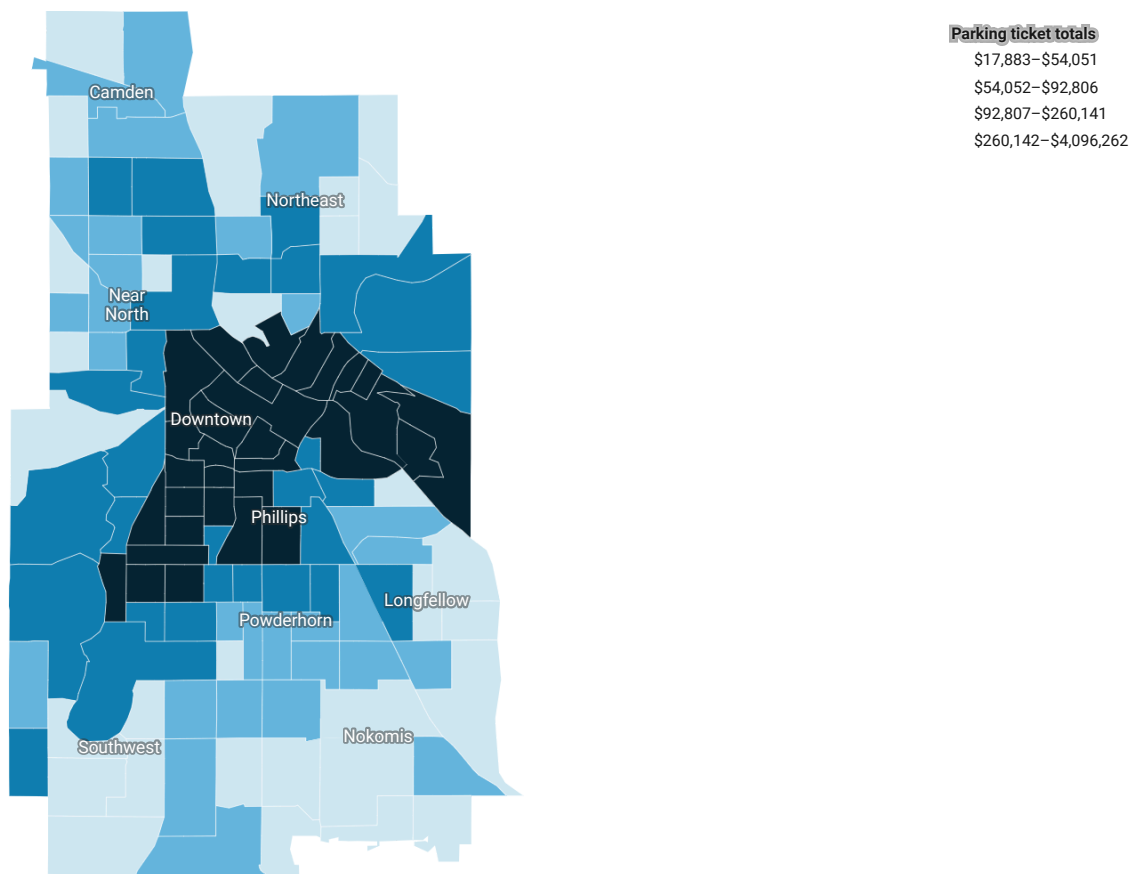 Parking ticket totals
$17,883–$54,051
$54,052–$92,806
$92,807–$260,141
$260,142–$4,096,262
Camden
Northeast
Near
North
Downtown
Phillips
Longfellow
Powderhorn
Nokomis
Southwest